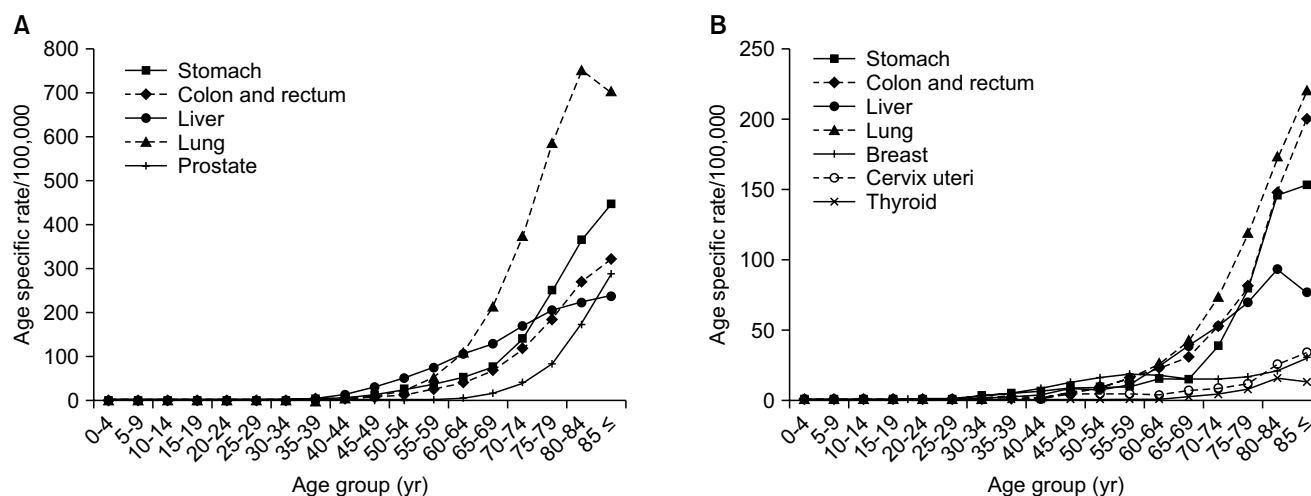 A
Age specific rate/100,000
800
700
600
500
400
300
200
100
0
Stomach
Colon and rectum
Liver
Lung
Prostate
0-4
5-9
10-14
15-19
20-24
25-29
30-34
35-39
40-44
45-49
50-54
55-59
60-64
65-69
70-74
75-79
80-84
85 ≤
Age group (yr)
B
Age specific rate/100,000
250
200
150
100
50
0
Stomach
Colon and rectum
Liver
Lung
Breast
Cervix uteri
Thyroid
0-4
5-9
10-14
15-19
20-24
25-29
30-34
35-39
40-44
45-49
50-54
55-59
60-64
65-69
70-74
75-79
80-84
85 ≤
Age group (yr)